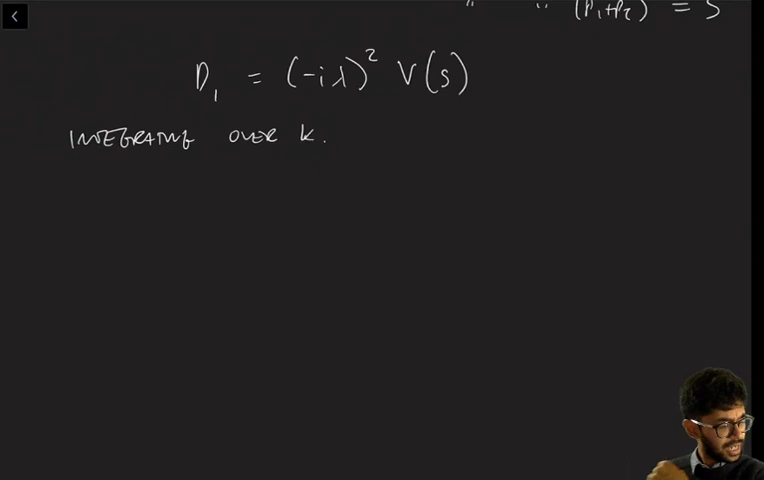 " " (P₁+P₂) = S
D₁ = (-iλ)² V(s)
INTEGRATING OVER k.